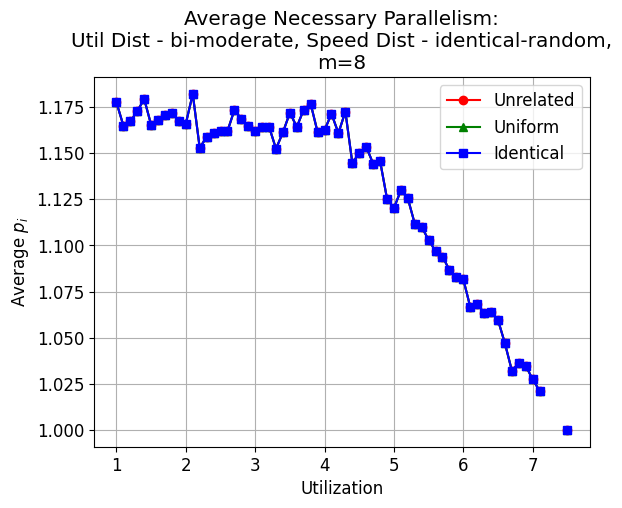 Average Necessary Parallelism:
Util Dist - bi-moderate, Speed Dist - identical-random,
m=8
Unrelated
Uniform
Identical
1.175
1.150
1.125
1.100
1.075
1.050
1.025
1.000
Average $p_i$
1 2 3 4 5 6 7
Utilization